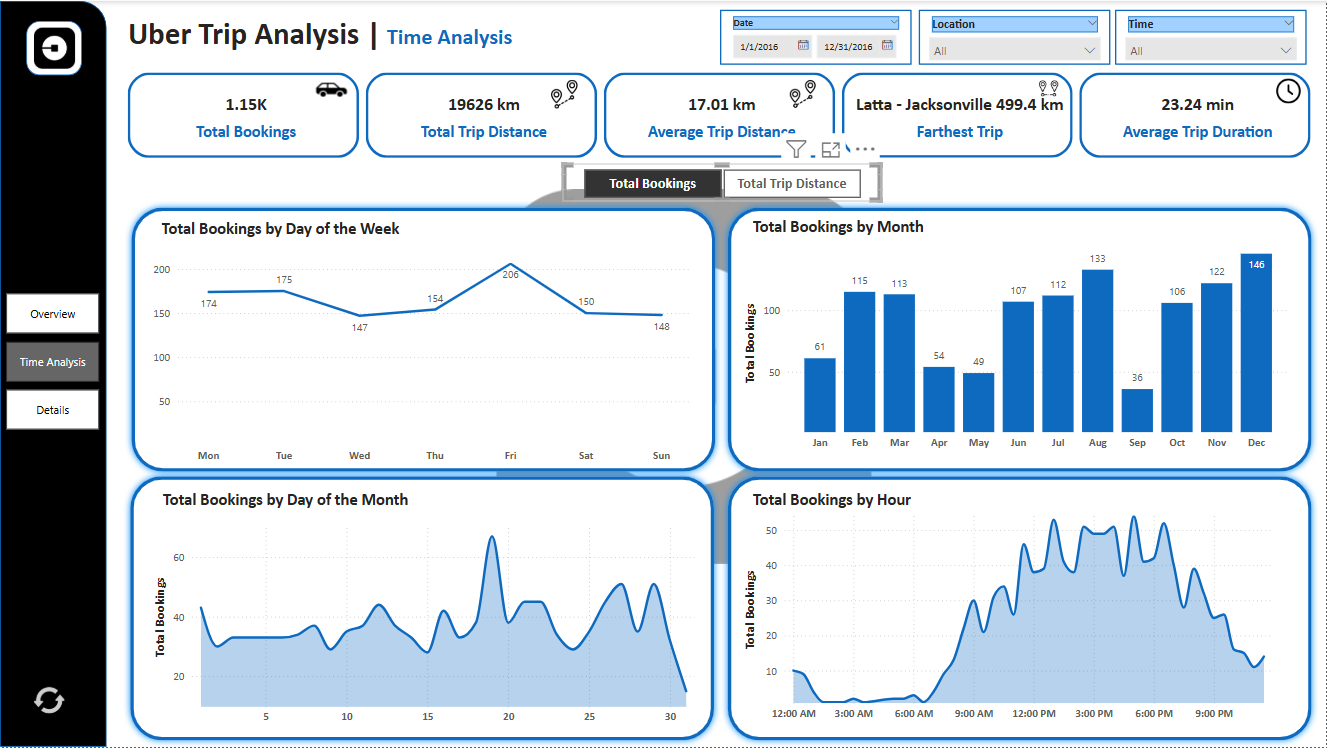 Uber Trip Analysis | Time Analysis
Date
1/1/2016
12/31/2016
Location
All
Time
All
1.15K
Total Bookings
19626 km
Total Trip Distance
17.01 km
Average Trip Distance
Latta - Jacksonville 499.4 km
Farthest Trip
23.24 min
Average Trip Duration
Total Bookings
Total Trip Distance
Overview
Time Analysis
Details
Total Bookings by Day of the Week
200
150
100
50
174
175
147
154
206
150
148
Mon Tue Wed Thu Fri Sat Sun
Total Bookings by Month
Total Bookings
100
50
61
115
113
54
49
107
112
133
36
106
122
146
Jan Feb Mar Apr May Jun Jul Aug Sep Oct Nov Dec
Total Bookings by Day of the Month
Total Bookings
60
40
20
5 10 15 20 25 30
Total Bookings by Hour
Total Bookings
50
40
30
20
10
12:00 AM 3:00 AM 6:00 AM 9:00 AM 12:00 PM 3:00 PM 6:00 PM 9:00 PM